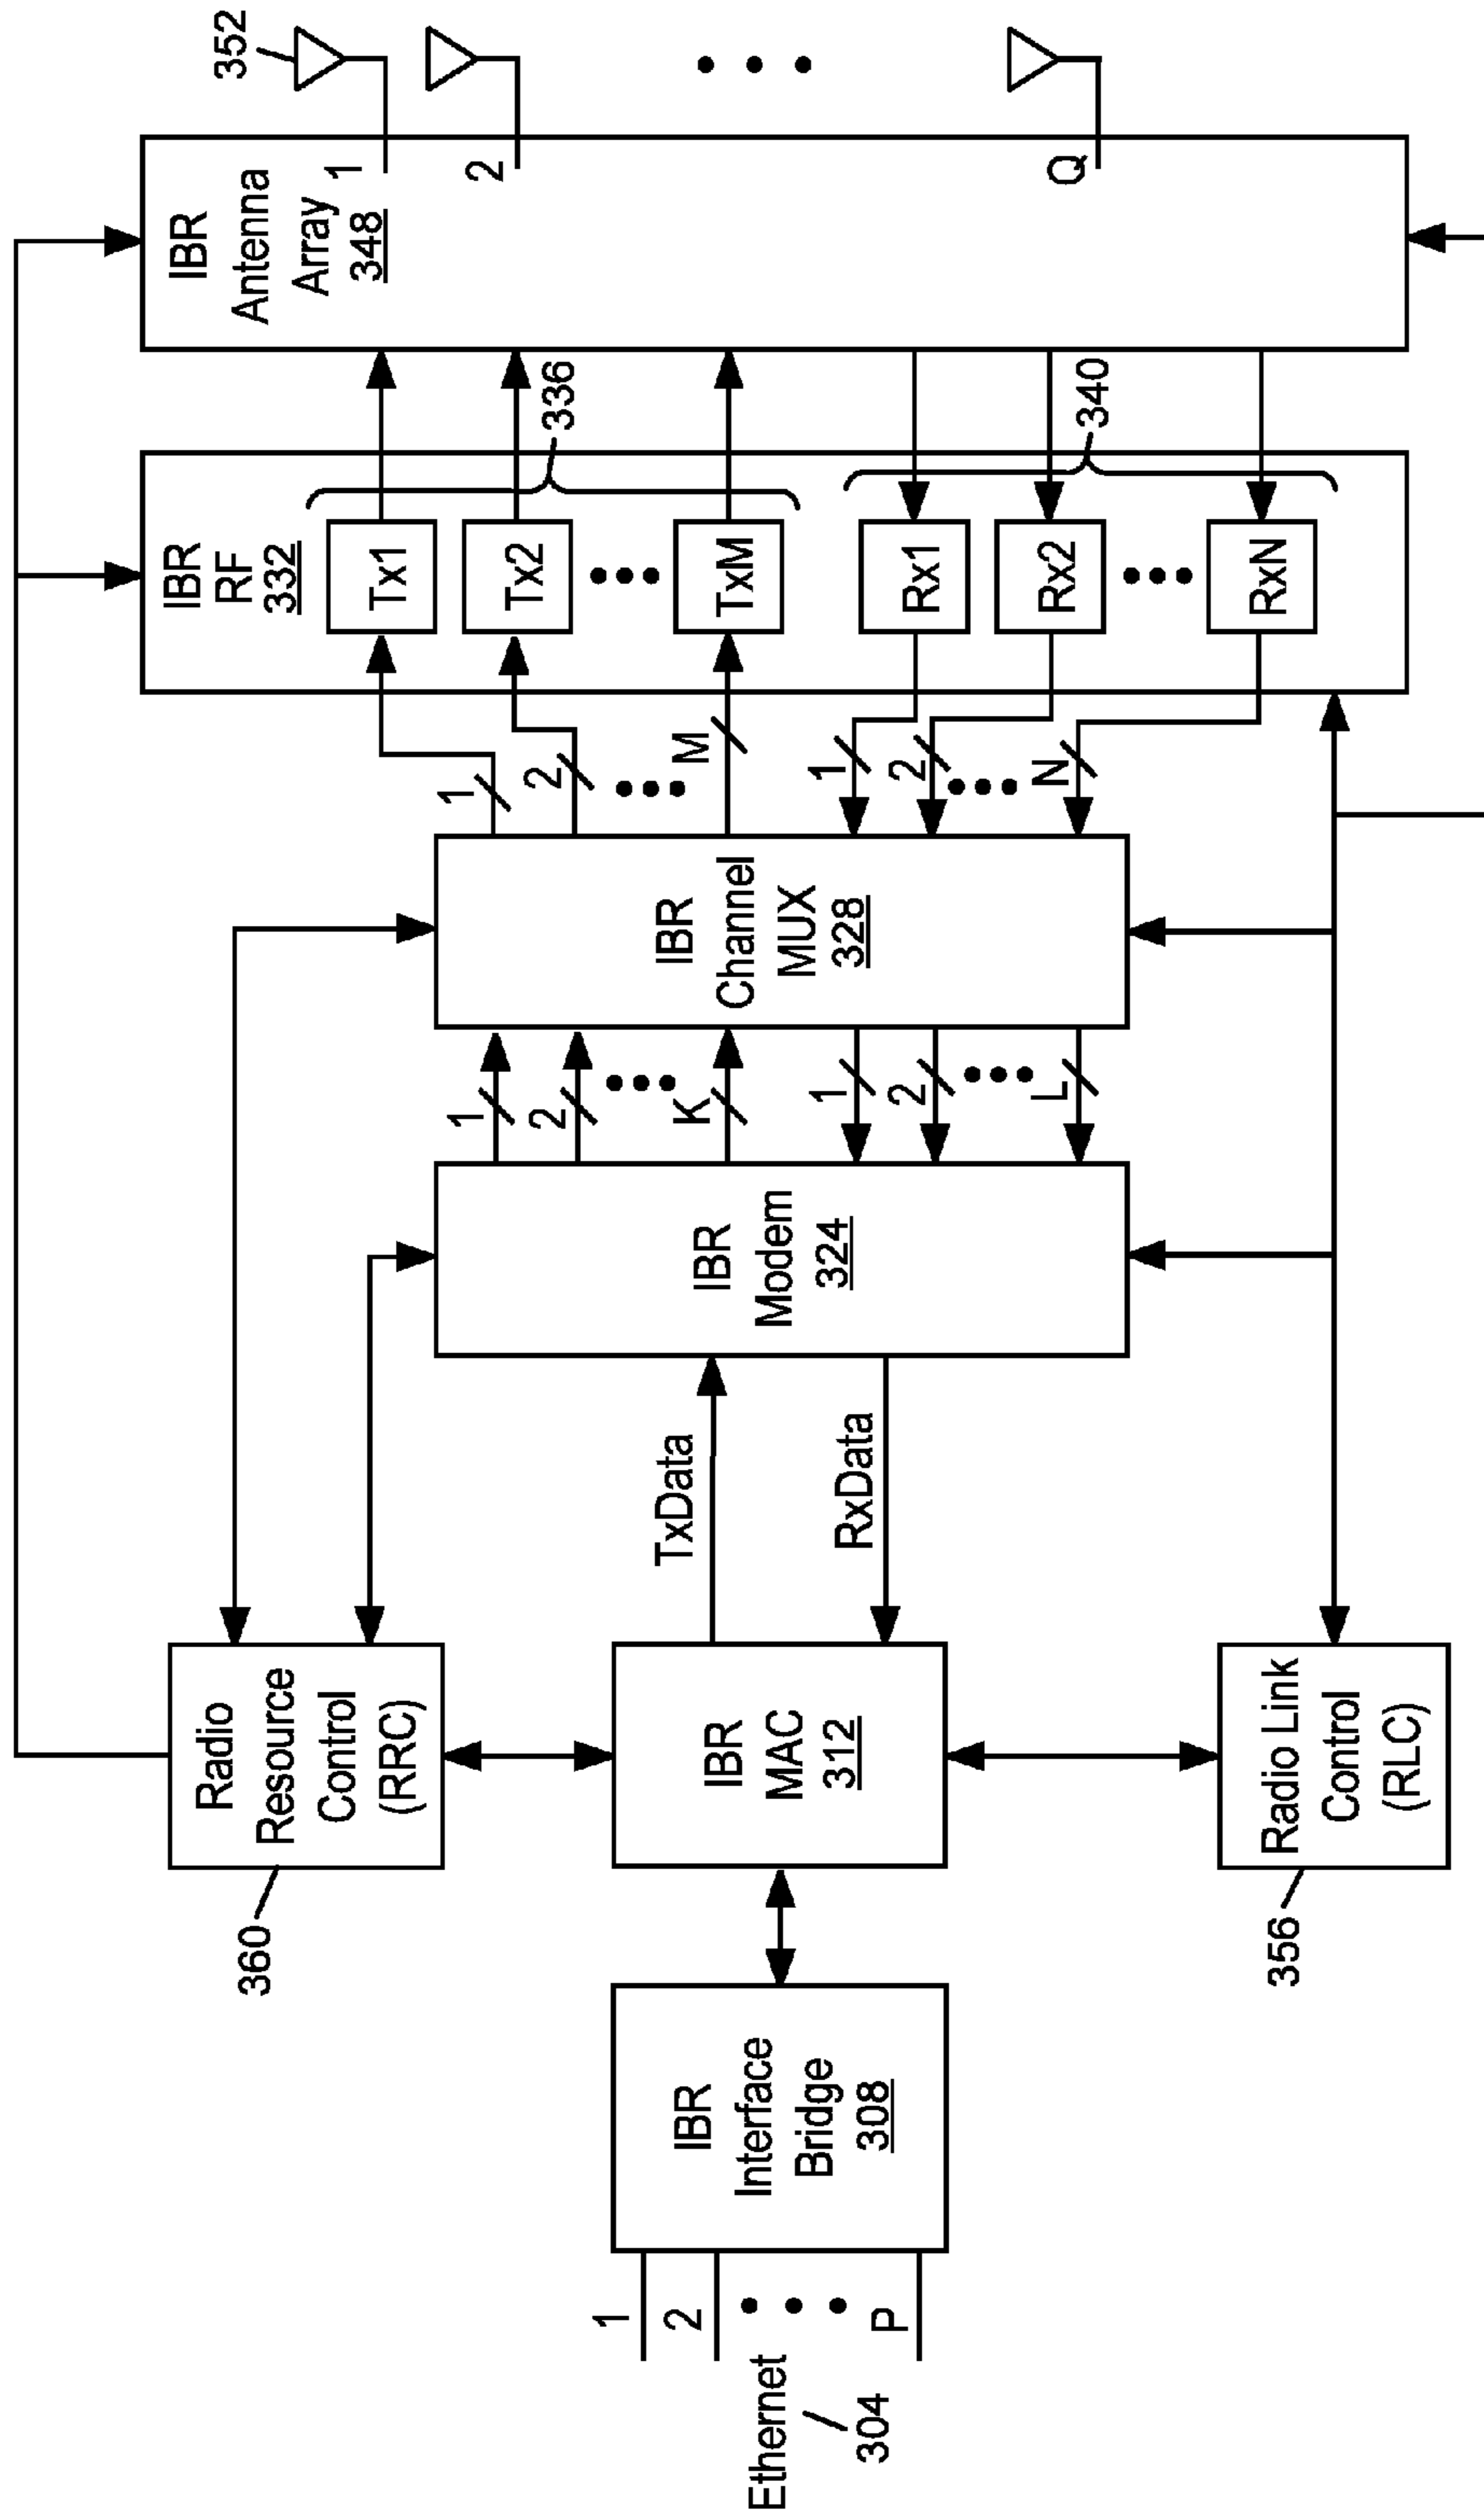 Ethernet
304
1
2
P
IBR
Interface
Bridge
308
360
Radio
Resource
Control
(RRC)
IBR
MAC
312
356
Radio Link
Control
(RLC)
TxData
RxData
IBR
Modem
324
1
2
K
1
2
L
IBR
Channel
MUX
328
1
2
M
1
2
N
IBR
RF
332
Tx1
Tx2
TxM
Rx1
Rx2
RxN
336
340
IBR
Antenna
Array
348
1
2
Q
352